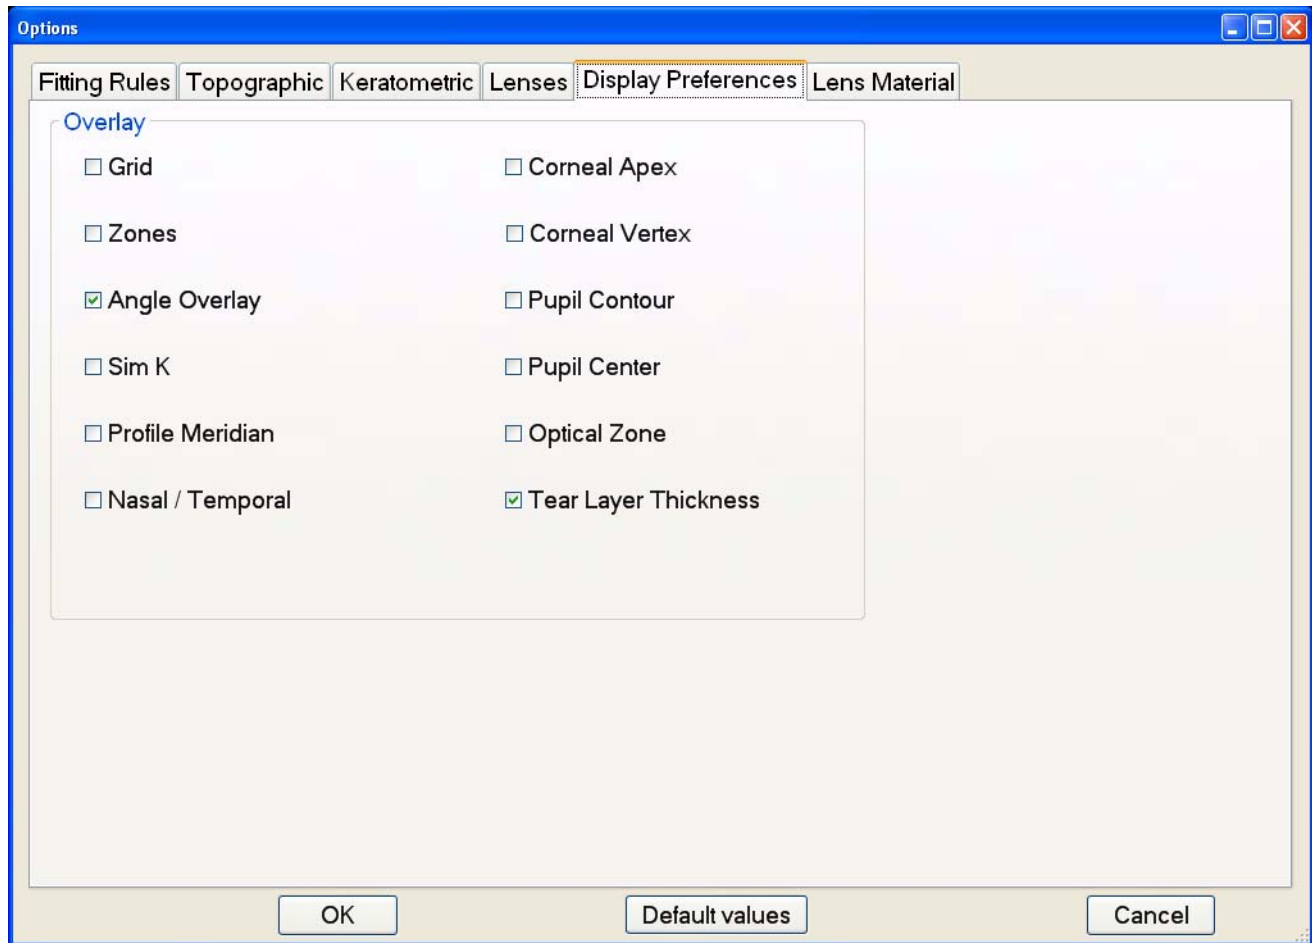 Options
Fitting Rules Topographic Keratometric Lenses Display Preferences Lens Material
Overlay
Grid Corneal Apex
Zones Corneal Vertex
Angle Overlay Pupil Contour
Sim K Pupil Center
Profile Meridian Optical Zone
Nasal / Temporal Tear Layer Thickness
OK Default values Cancel